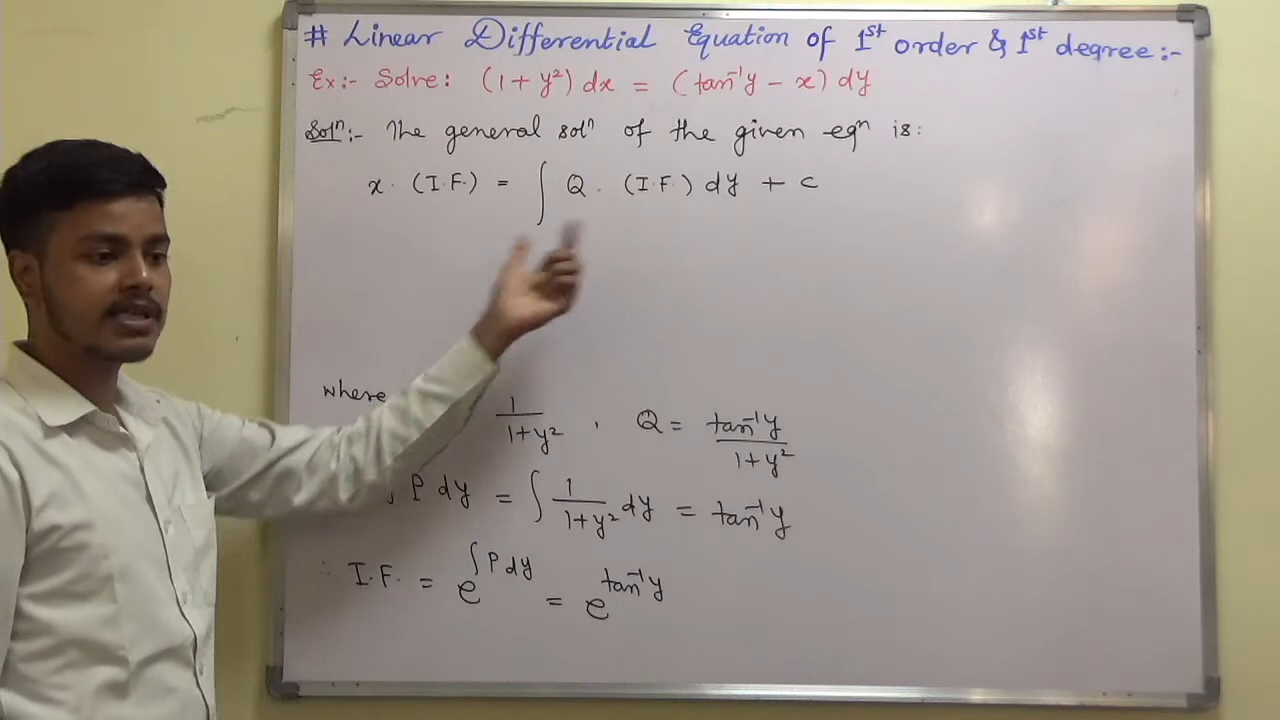 # Linear Differential Equation of 1st order & 1st degree:-
Ex:- Solve: (1 + y²) dx = (tan⁻¹y - x) dy
Solⁿ:- The general solⁿ of the given eqⁿ is:
x. (I.F.) = ∫ Q. (I.F.) dy + c
where 1/(1+y²) , Q = tan⁻¹y/(1+y²)
P dy = ∫ 1/(1+y²) dy = tan⁻¹y
∴ I.F. = e^(∫P dy) = e^(tan⁻¹y)